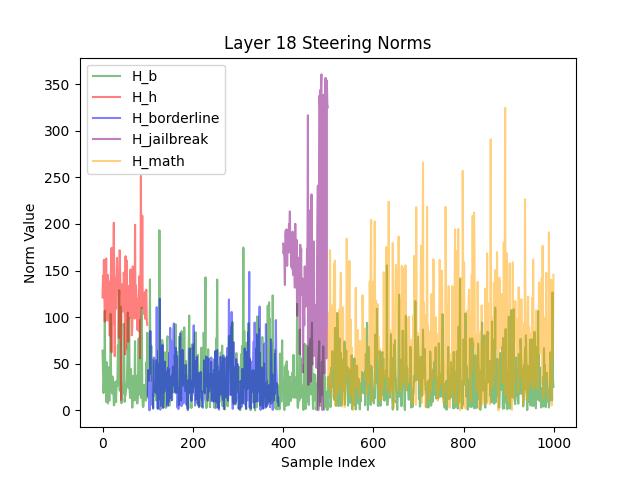 Layer 18 Steering Norms
H_b
H_h
H_borderline
H_jailbreak
H_math
Norm Value
350
300
250
200
150
100
50
0
0 200 400 600 800 1000
Sample Index